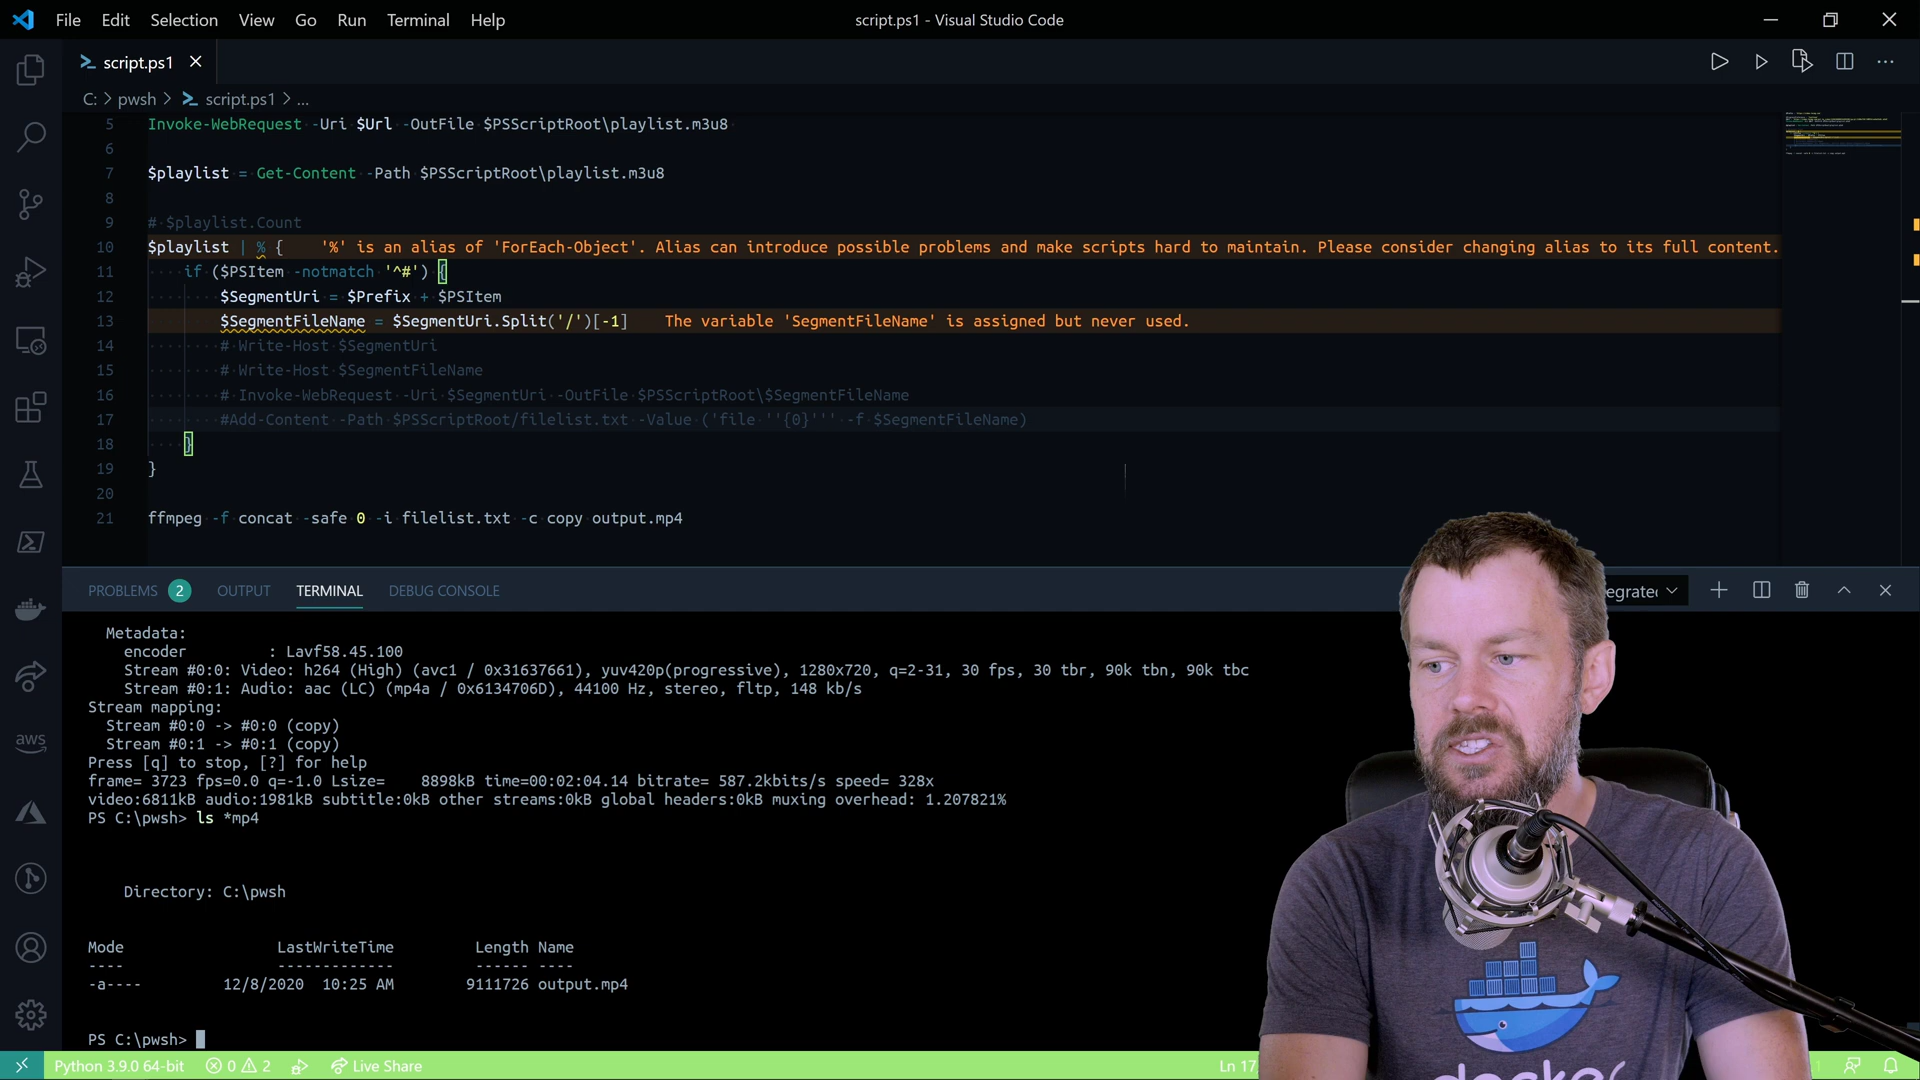 File Edit Selection View Go Run Terminal Help
script.ps1 - Visual Studio Code
script.ps1
C: > pwsh > script.ps1 > ...
5 Invoke-WebRequest -Uri $Url -OutFile $PSScriptRoot\playlist.m3u8
6
7 $playlist = Get-Content -Path $PSScriptRoot\playlist.m3u8
8
9 # $playlist.Count
10 $playlist | % { '%' is an alias of 'ForEach-Object'. Alias can introduce possible problems and make scripts hard to maintain. Please consider changing alias to its full content.
11 if ($PSItem -notmatch '^#') {
12 $SegmentUri = $Prefix + $PSItem
13 $SegmentFileName = $SegmentUri.Split('/')[-1] The variable 'SegmentFileName' is assigned but never used.
14 # Write-Host $SegmentUri
15 # Write-Host $SegmentFileName
16 # Invoke-WebRequest -Uri $SegmentUri -OutFile $PSScriptRoot\$SegmentFileName
17 #Add-Content -Path $PSScriptRoot/filelist.txt -Value ('file ''{0}''' -f $SegmentFileName)
18 }
19 }
20
21 ffmpeg -f concat -safe 0 -i filelist.txt -c copy output.mp4
PROBLEMS 2 OUTPUT TERMINAL DEBUG CONSOLE
Metadata:
encoder : Lavf58.45.100
Stream #0:0: Video: h264 (High) (avc1 / 0x31637661), yuv420p(progressive), 1280x720, q=2-31, 30 fps, 30 tbr, 90k tbn, 90k tbc
Stream #0:1: Audio: aac (LC) (mp4a / 0x6134706D), 44100 Hz, stereo, fltp, 148 kb/s
Stream mapping:
Stream #0:0 -> #0:0 (copy)
Stream #0:1 -> #0:1 (copy)
Press [q] to stop, [?] for help
frame= 3723 fps=0.0 q=-1.0 Lsize= 8898kB time=00:02:04.14 bitrate= 587.2kbits/s speed= 328x
video:6811kB audio:1981kB subtitle:0kB other streams:0kB global headers:0kB muxing overhead: 1.207821%
PS C:\pwsh> ls *mp4
Directory: C:\pwsh
Mode LastWriteTime Length Name
---- ------------- ------ ----
-a---- 12/8/2020 10:25 AM 9111726 output.mp4
PS C:\pwsh>
aws
docker
Python 3.9.0 64-bit 0 2 Live Share Ln 17